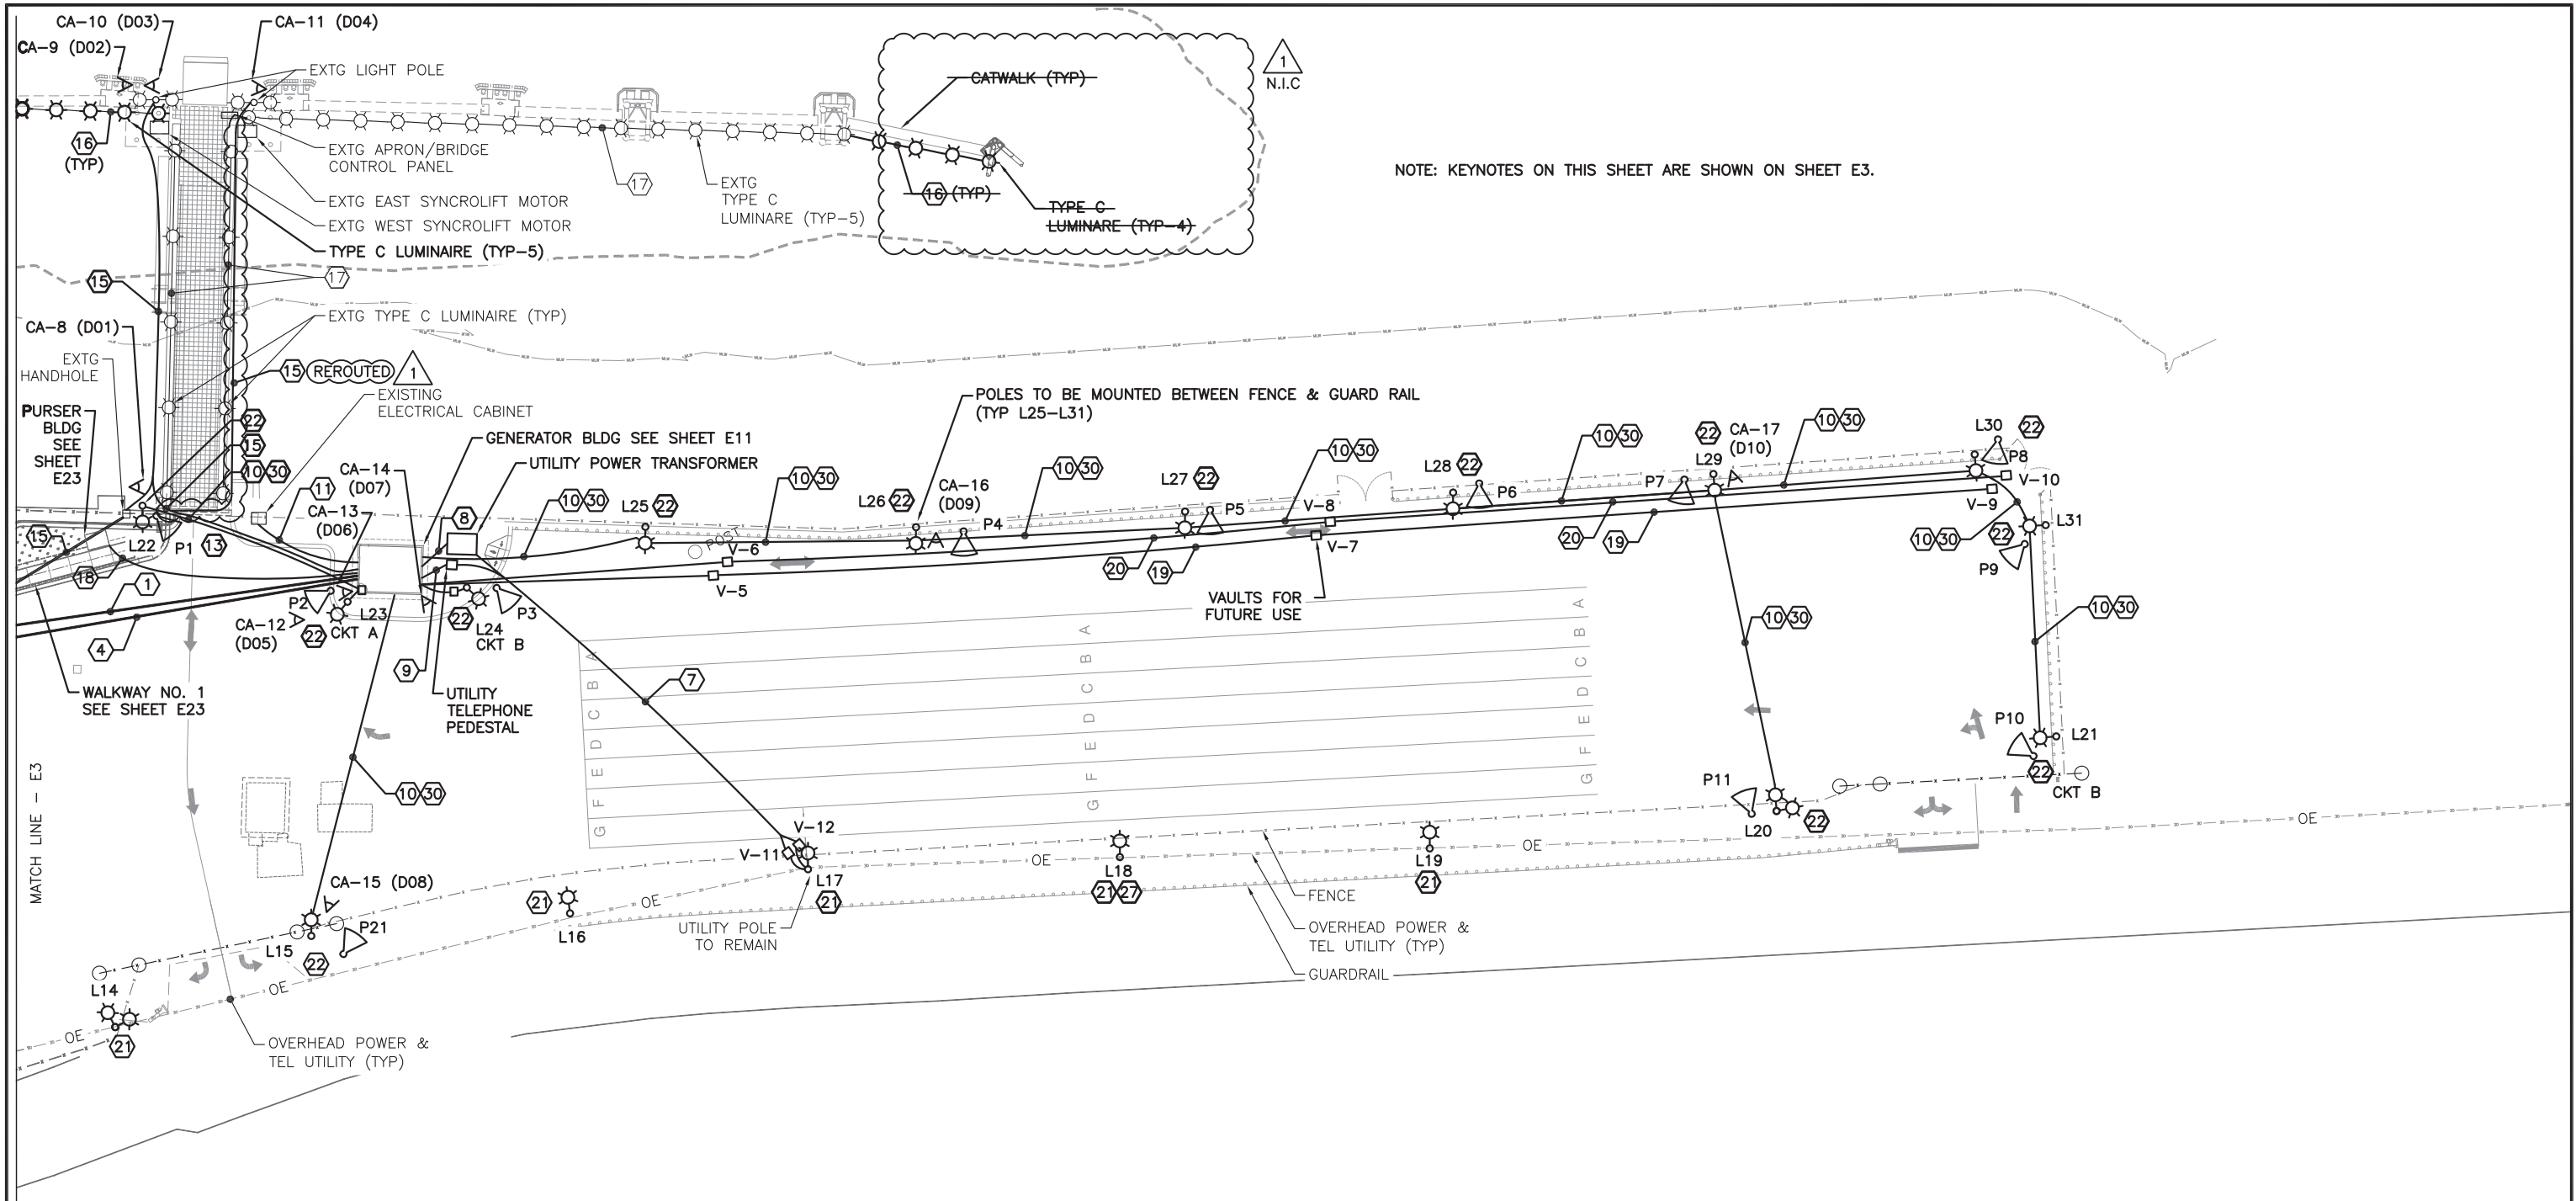 CA-10 (D03)
CA-11 (D04)
CA-9 (D02)
EXTG LIGHT POLE
CATWALK (TYP)
1
N.I.C
16
(TYP)
EXTG APRON/BRIDGE
CONTROL PANEL
17
EXTG
TYPE C
LUMINARE (TYP-5)
16 (TYP)
TYPE C
LUMINARE (TYP-4)
NOTE: KEYNOTES ON THIS SHEET ARE SHOWN ON SHEET E3.
EXTG EAST SYNCROLIFT MOTOR
EXTG WEST SYNCROLIFT MOTOR
TYPE C LUMINAIRE (TYP-5)
17
15
EXTG TYPE C LUMINAIRE (TYP)
CA-8 (D01)
EXTG
HANDHOLE
15 REROUTED 1
EXISTING
ELECTRICAL CABINET
PURSER
BLDG
SEE
SHEET
E23
22
15
10 30
POLES TO BE MOUNTED BETWEEN FENCE & GUARD RAIL
(TYP L25-L31)
GENERATOR BLDG SEE SHEET E11
UTILITY POWER TRANSFORMER
CA-14
(D07)
11
CA-13
(D06)
8
10 30
L25 22
10 30
L26 22
CA-16
(D09)
P4
10 30
L27 22
P5
10 30
V-8
L28 22
P6
10 30
22 CA-17
(D10)
L29
P7
10 30
L30 22
P8
V-10
V-9
10 30
22
L31
P9
15
L22
P1
13
18
1
4
POST
V-6
V-5
20
19
V-7
20
19
VAULTS FOR
FUTURE USE
P2
CA-12
(D05)
22
L23
CKT A
22
L24
CKT B
P3
9
7
UTILITY
TELEPHONE
PEDESTAL
WALKWAY NO. 1
SEE SHEET E23
A
B
C
D
E
F
G
A
B
C
D
E
F
G
A
B
C
D
E
F
G
10 30
10 30
P10
L21
22
CKT B
P11
L20
22
MATCH LINE - E3
10 30
V-12
V-11
L17
21
UTILITY POLE
TO REMAIN
L18
21 27
L19
21
OE
OE
OE
OE
OE
OE
CA-15 (D08)
P21
L15
22
21
L16
L14
21
FENCE
OVERHEAD POWER &
TEL UTILITY (TYP)
GUARDRAIL
OVERHEAD POWER &
TEL UTILITY (TYP)